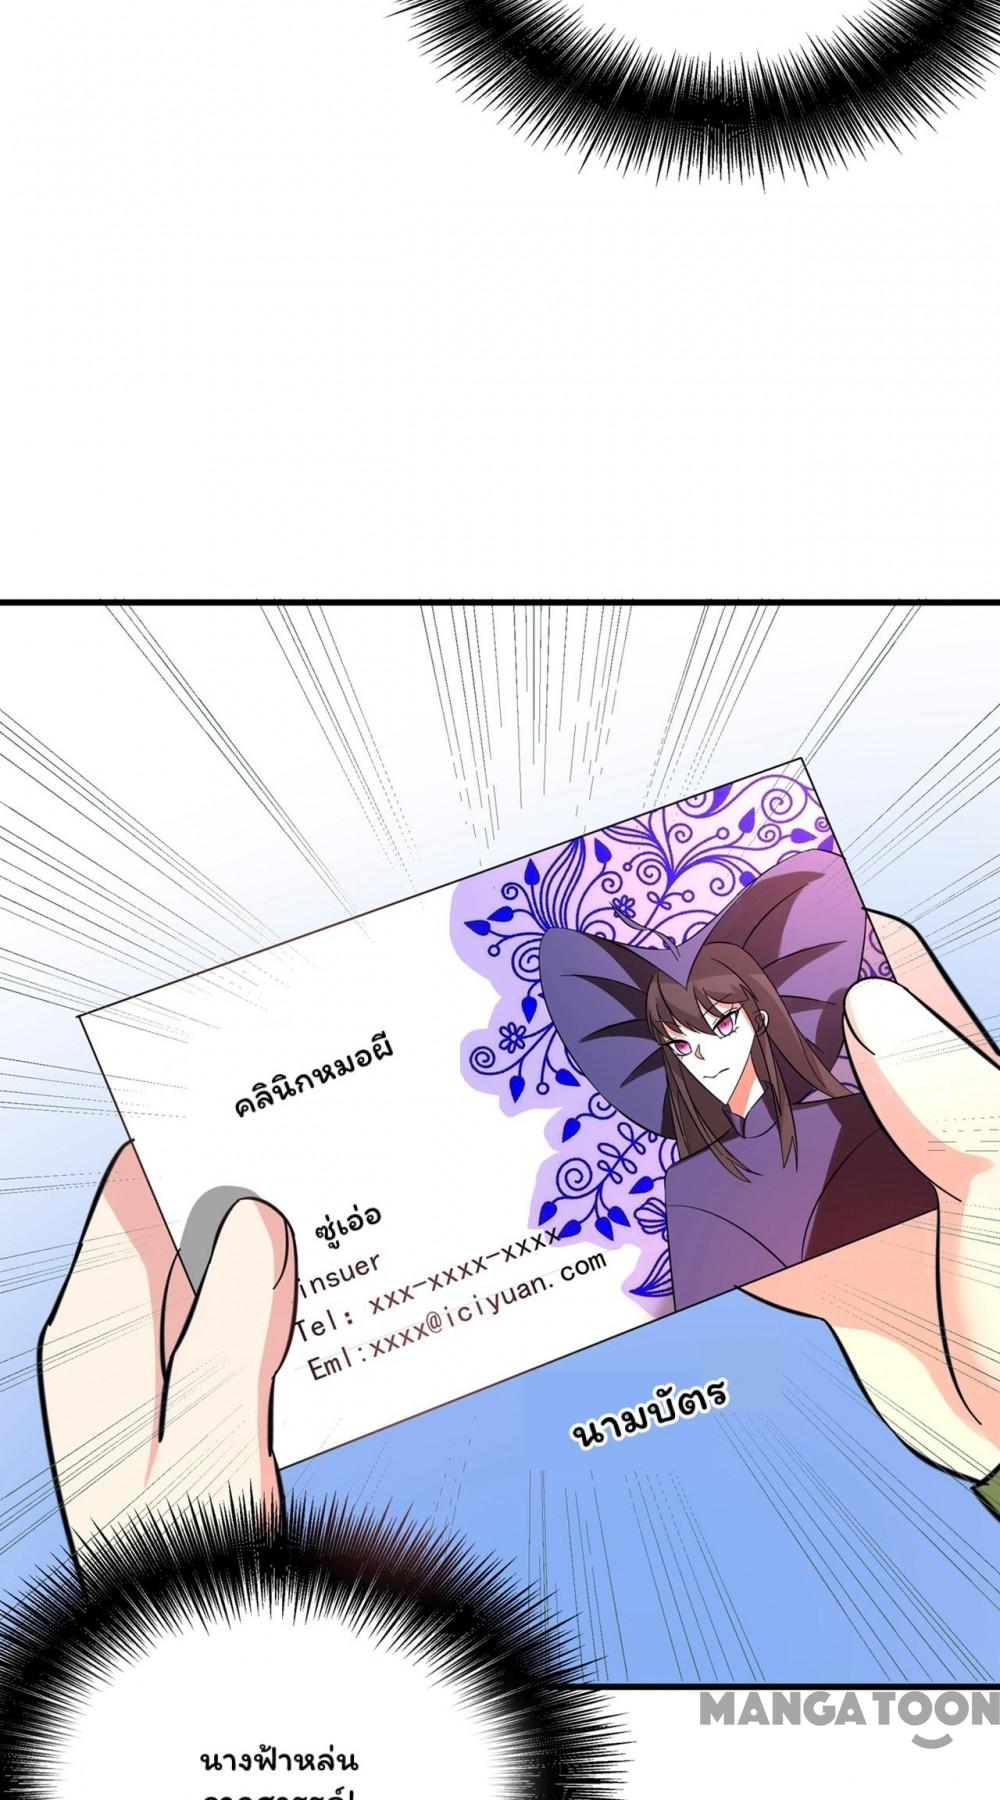 คลินิกหมอผี
ซู่เอ่อ
insuer
Tel: xxx-xxxx-xxxx
Eml:xxxx@iciyuan.com
นามบัตร
MANGATOON
นางฟ้าหล่น